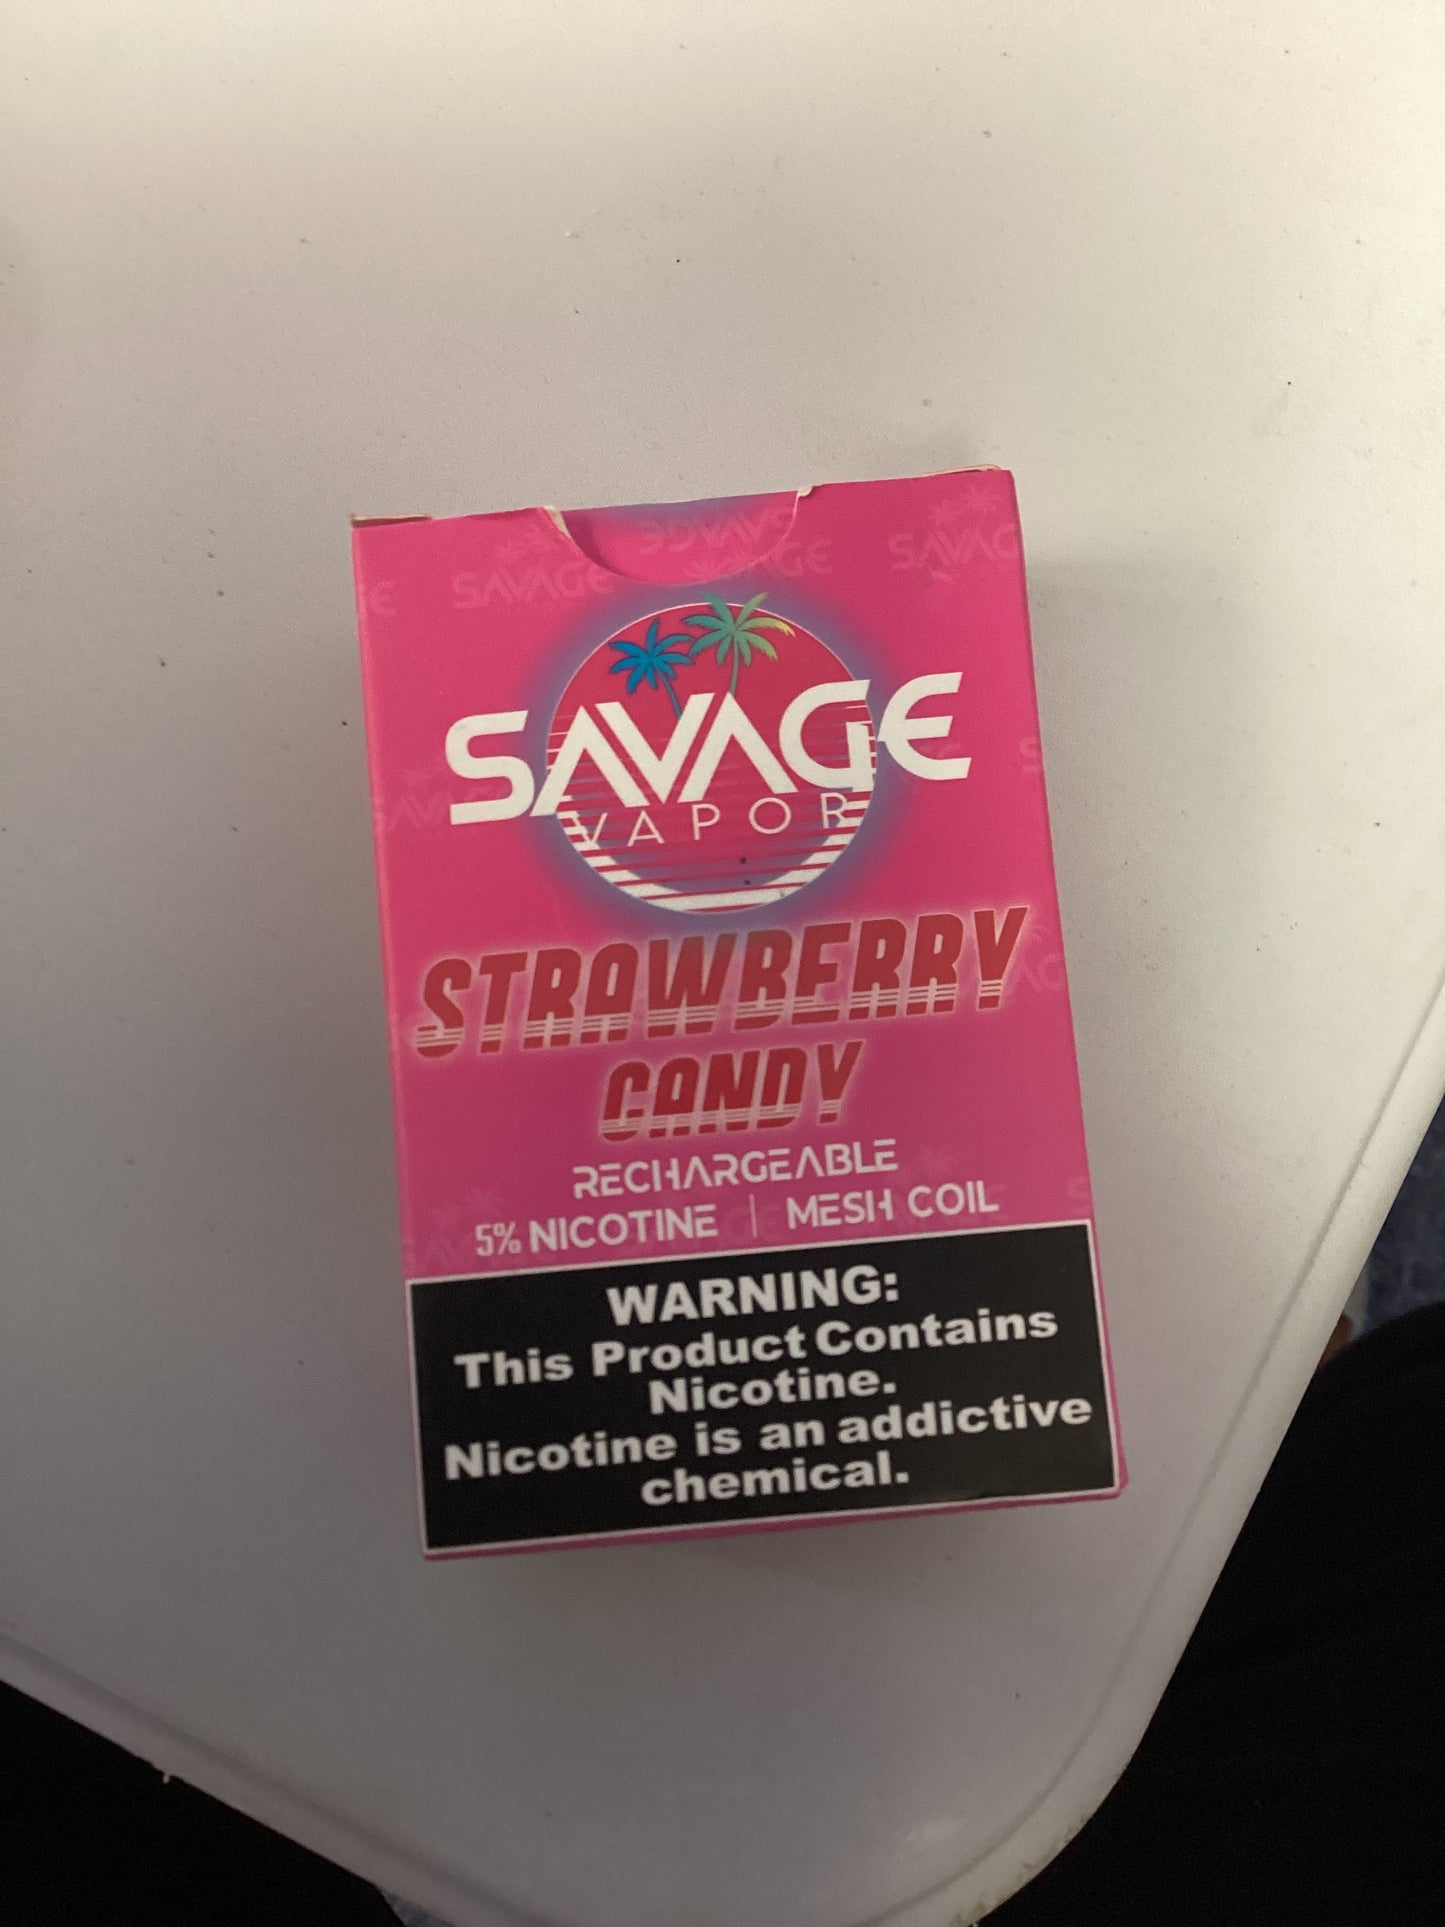 SAVAGE
VAPOR
STRAWBERRY
CANDY
RECHARGEABLE
5% NICOTINE | MESH COIL
WARNING:
This Product Contains
Nicotine.
Nicotine is an addictive
chemical.